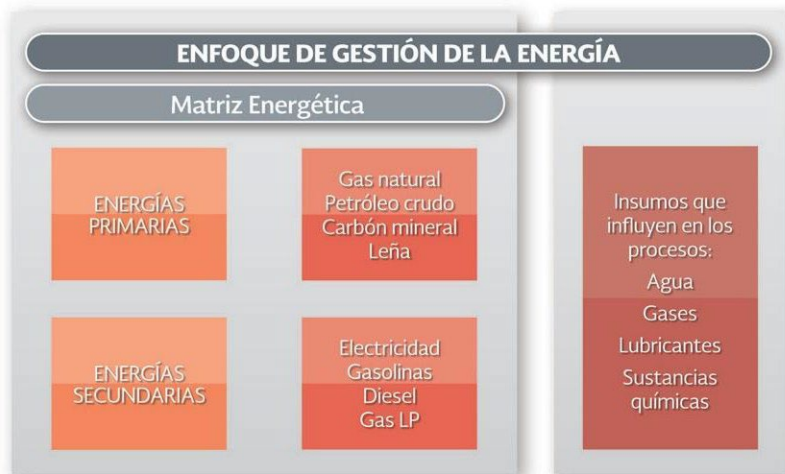 ENFOQUE DE GESTIÓN DE LA ENERGÍA
Matriz Energética
ENERGÍAS
PRIMARIAS
Gas natural
Petróleo crudo
Carbón mineral
Leña
ENERGÍAS
SECUNDARIAS
Electricidad
Gasolinas
Diesel
Gas LP
Insumos que
influyen en los
procesos:
Agua
Gases
Lubricantes
Sustancias
químicas